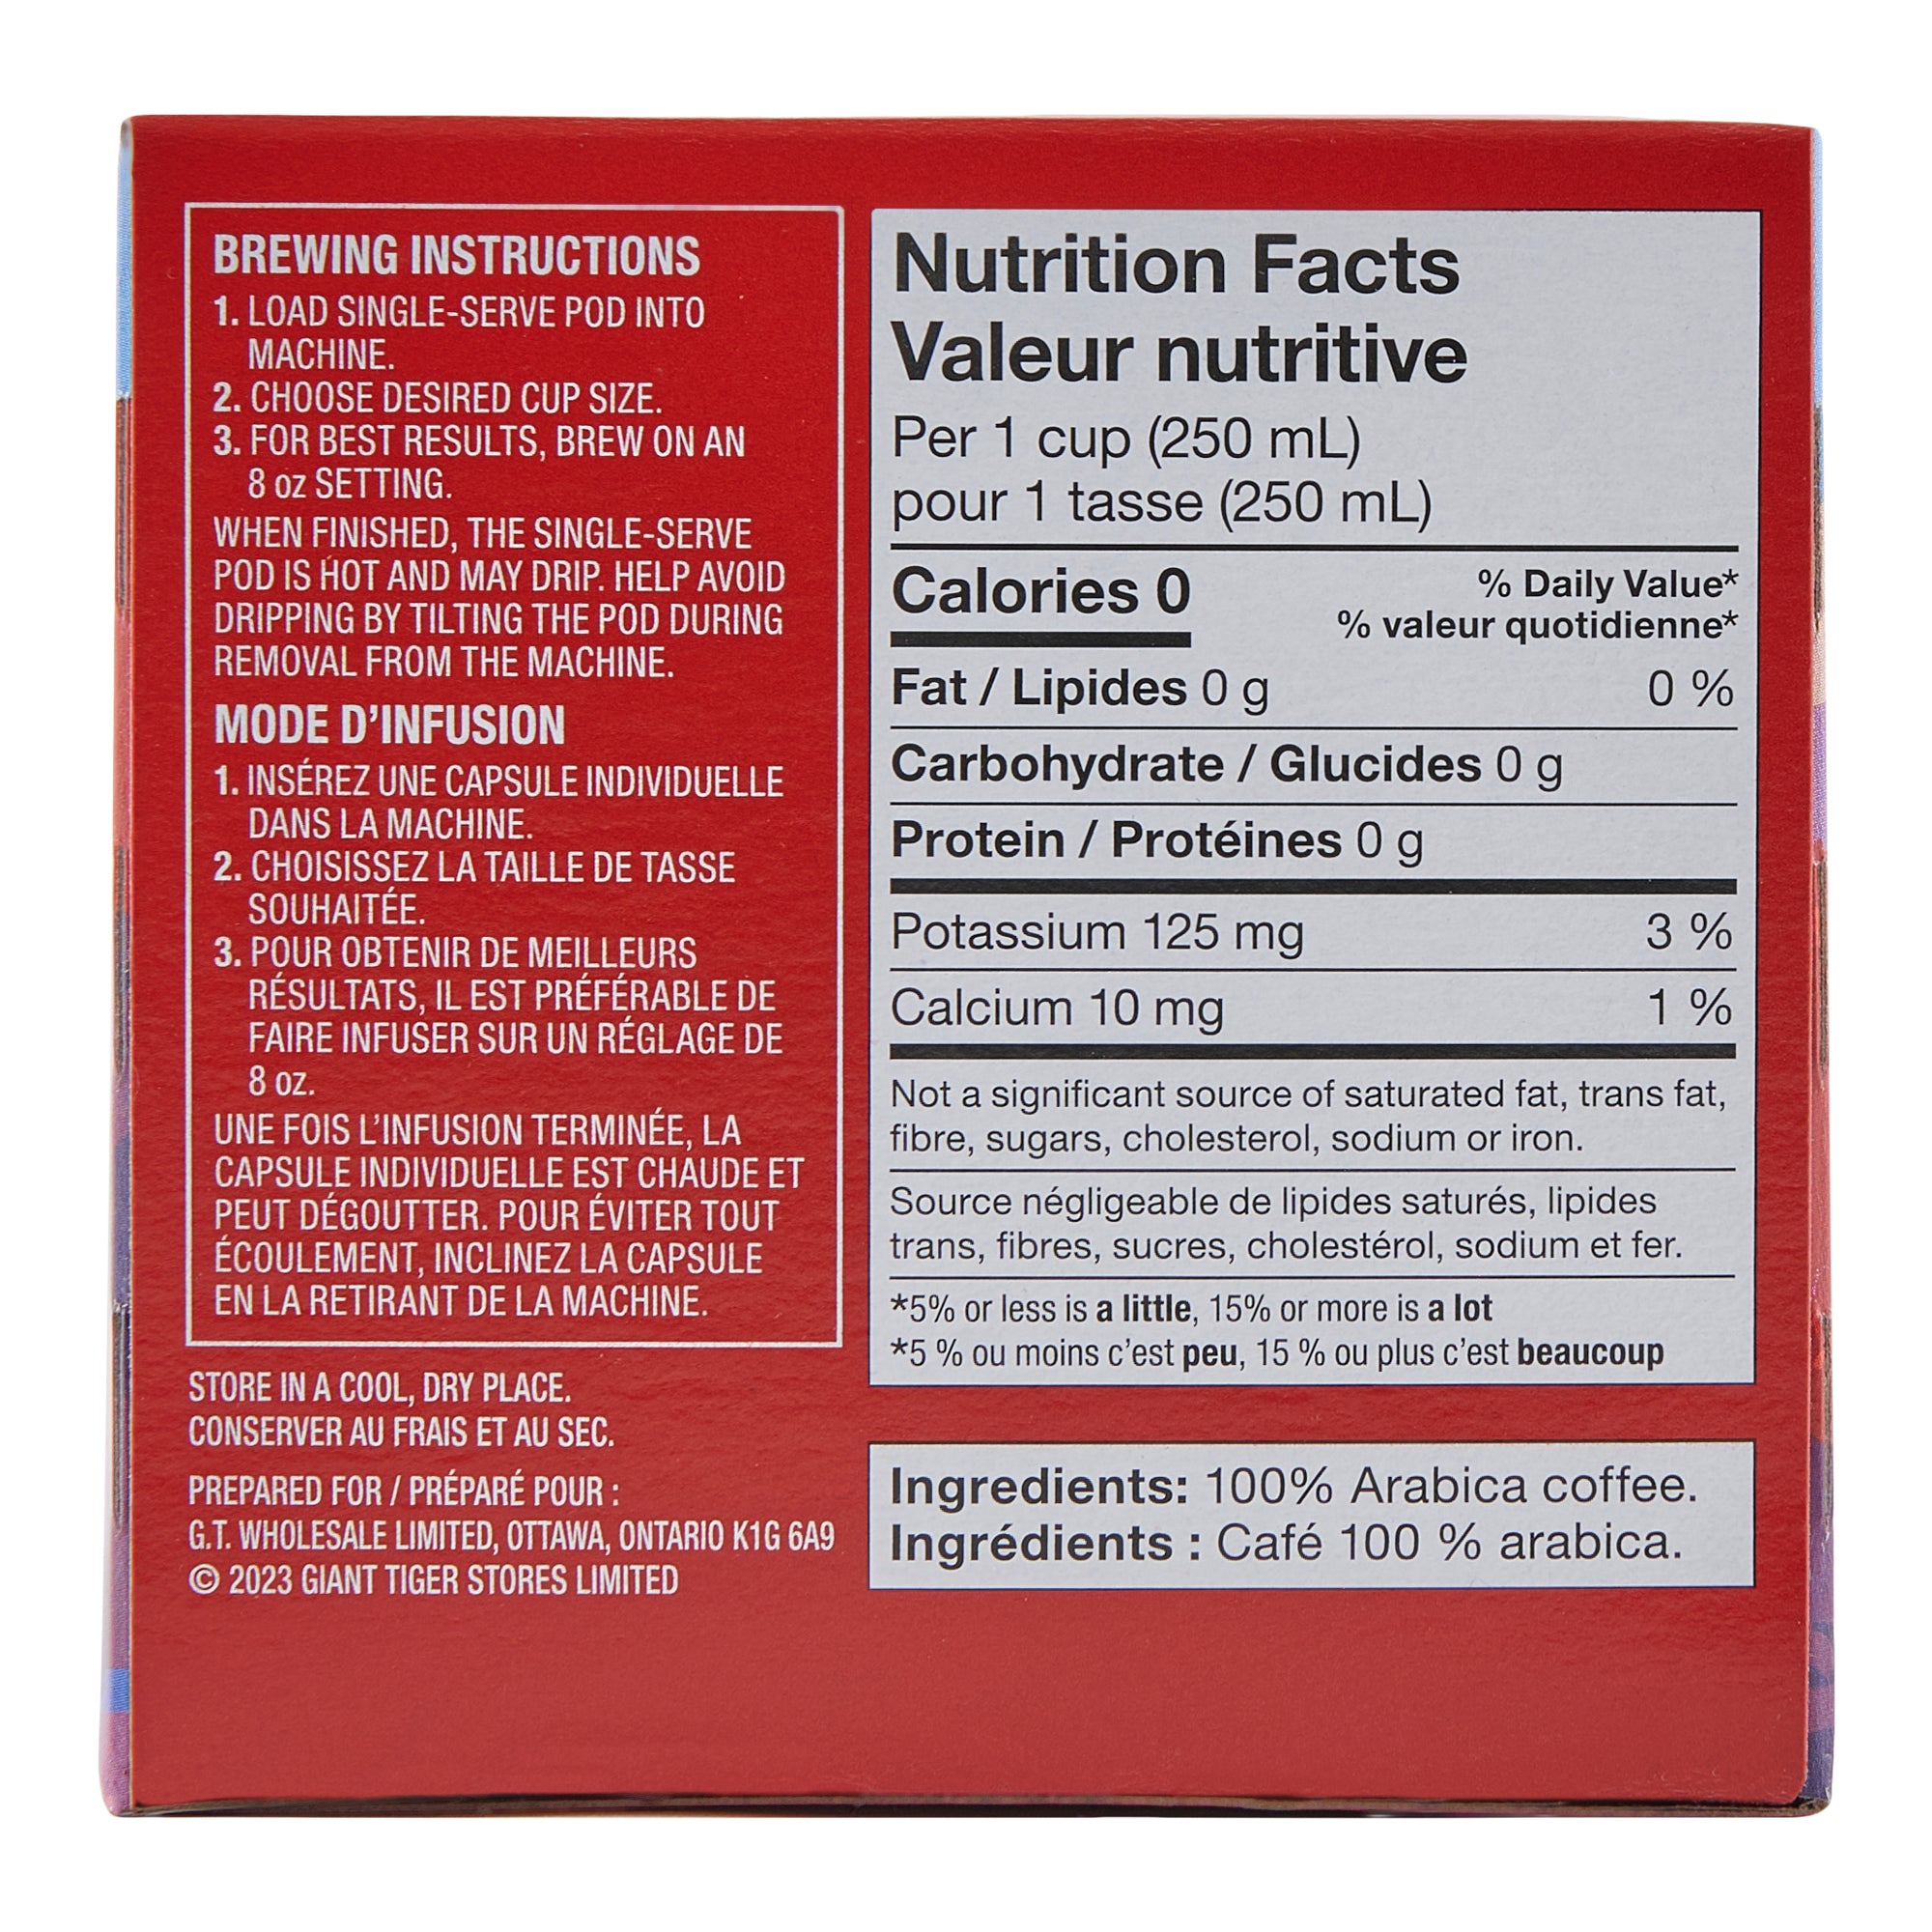 BREWING INSTRUCTIONS
1. LOAD SINGLE-SERVE POD INTO
MACHINE.
2. CHOOSE DESIRED CUP SIZE.
3. FOR BEST RESULTS, BREW ON AN
8 oz SETTING.
WHEN FINISHED, THE SINGLE-SERVE
POD IS HOT AND MAY DRIP. HELP AVOID
DRIPPING BY TILTING THE POD DURING
REMOVAL FROM THE MACHINE.
MODE D'INFUSION
1. INSÉREZ UNE CAPSULE INDIVIDUELLE
DANS LA MACHINE.
2. CHOISISSEZ LA TAILLE DE TASSE
SOUHAITÉE.
3. POUR OBTENIR DE MEILLEURS
RÉSULTATS, IL EST PRÉFÉRABLE DE
FAIRE INFUSER SUR UN RÉGLAGE DE
8 OZ.
UNE FOIS L'INFUSION TERMINÉE, LA
CAPSULE INDIVIDUELLE EST CHAUDE ET
PEUT DÉGOUTTER. POUR ÉVITER TOUT
ÉCOULEMENT, INCLINEZ LA CAPSULE
EN LA RETIRANT DE LA MACHINE.
STORE IN A COOL, DRY PLACE.
CONSERVER AU FRAIS ET AU SEC.
PREPARED FOR / PRÉPARÉ POUR :
G.T. WHOLESALE LIMITED, OTTAWA, ONTARIO K1G 6A9
© 2023 GIANT TIGER STORES LIMITED
Nutrition Facts
Valeur nutritive
Per 1 cup (250 mL)
pour 1 tasse (250 mL)
Calories 0
% Daily Value*
% valeur quotidienne*
Fat / Lipides 0 g 0 %
Carbohydrate / Glucides 0 g
Protein / Protéines 0 g
Potassium 125 mg 3 %
Calcium 10 mg 1 %
Not a significant source of saturated fat, trans fat,
fibre, sugars, cholesterol, sodium or iron.
Source négligeable de lipides saturés, lipides
trans, fibres, sucres, cholestérol, sodium et fer.
*5% or less is a little, 15% or more is a lot
*5 % ou moins c'est peu, 15 % ou plus c'est beaucoup
Ingredients: 100% Arabica coffee.
Ingrédients : Café 100 % arabica.